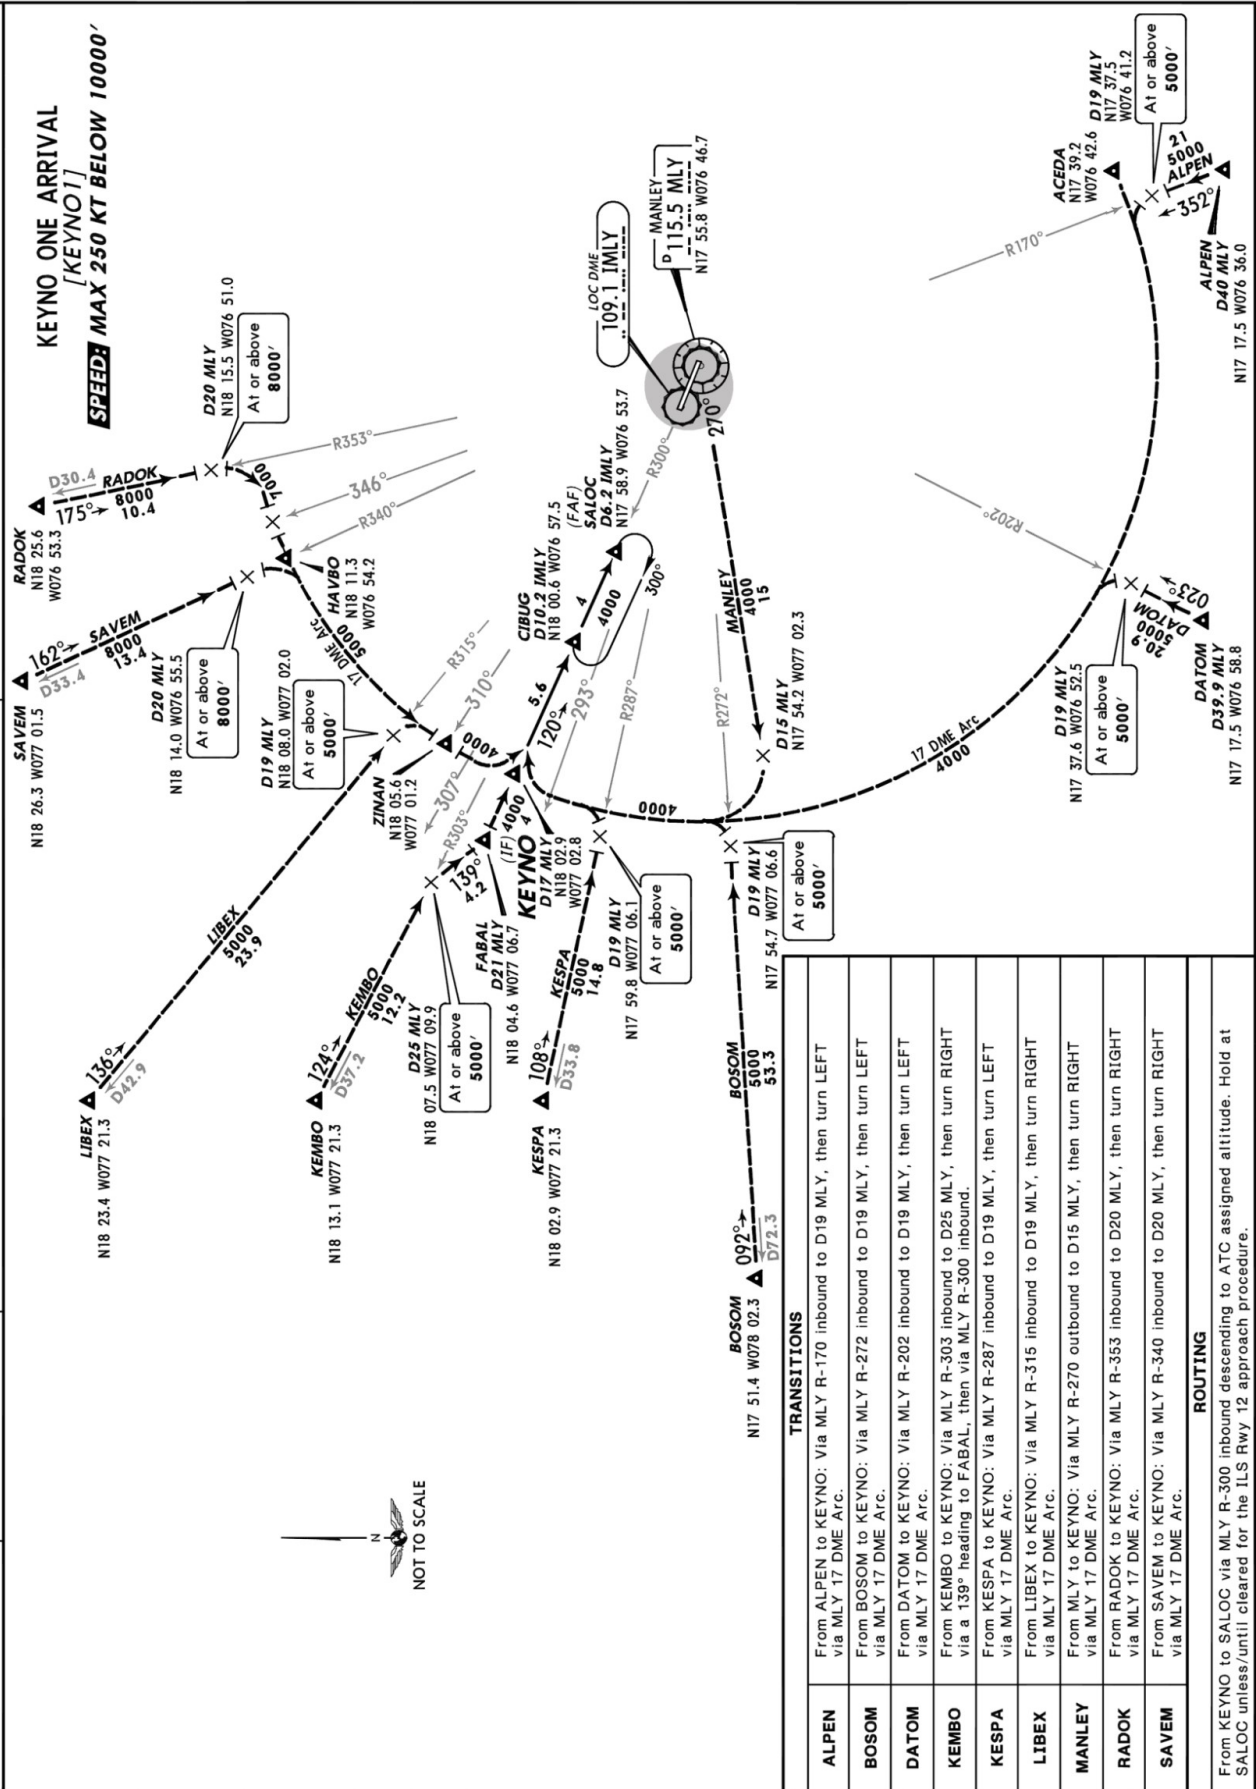 KEYNO ONE ARRIVAL
[KEYNO1]
SPEED: MAX 250 KT BELOW 10000'
RADOK
N18 25.6
W076 53.3
D30.4
175°
RADOK
8000
10.4
D20 MLY
N18 15.5 W076 51.0
At or above
8000'
7000
R353°
346°
R340°
SAVEM
N18 26.3 W077 01.5
162°
D33.4
SAVEM
8000
13.4
D20 MLY
N18 14.0 W076 55.5
At or above
8000'
HAVBO
N18 11.3
W076 54.2
17 DME Arc
5000
LIBEX
N18 23.4 W077 21.3
136°
D42.9
LIBEX
5000
23.9
D19 MLY
N18 08.0 W077 02.0
At or above
5000'
R315°
310°
ZINAN
N18 05.6
W077 01.2
4000
307°
R303°
KEMBO
N18 13.1 W077 21.3
124°
D37.2
KEMBO
5000
12.2
D25 MLY
N18 07.5 W077 09.9
At or above
5000'
139°
4.2
FABAL
D21 MLY
N18 04.6 W077 06.7
4000
4
(IF)
KEYNO
D17 MLY
N18 02.9
W077 02.8
120°
5.6
CIBUG
D10.2 IMLY
N18 00.6 W076 57.5
4
(FAF)
SALOC
D6.2 IMLY
N17 58.9 W076 53.7
4000
300°
R300°
293°
R287°
R272°
LOC DME
109.1 IMLY
MANLEY
D 115.5 MLY
N17 55.8 W076 46.7
270°
MANLEY
4000
15
D15 MLY
N17 54.2 W077 02.3
KESPA
N18 02.9 W077 21.3
108°
D33.8
KESPA
5000
14.8
D19 MLY
N17 59.8 W077 06.1
At or above
5000'
4000
BOSOM
N17 51.4 W078 02.3
092°
D72.3
BOSOM
5000
53.3
D19 MLY
N17 54.7 W077 06.6
At or above
5000'
17 DME Arc
4000
R202°
D19 MLY
N17 37.6 W076 52.5
At or above
5000'
023°
DATOM
5000
20.9
DATOM
D39.9 MLY
N17 17.5 W076 58.8
R170°
ACEDA
N17 39.2
W076 42.6
D19 MLY
N17 37.5
W076 41.2
At or above
5000'
21
5000
ALPEN
352°
ALPEN
D40 MLY
N17 17.5 W076 36.0
N
NOT TO SCALE
TRANSITIONS
ALPEN From ALPEN to KEYNO: Via MLY R-170 inbound to D19 MLY, then turn LEFT
via MLY 17 DME Arc.
BOSOM From BOSOM to KEYNO: Via MLY R-272 inbound to D19 MLY, then turn LEFT
via MLY 17 DME Arc.
DATOM From DATOM to KEYNO: Via MLY R-202 inbound to D19 MLY, then turn LEFT
via MLY 17 DME Arc.
KEMBO From KEMBO to KEYNO: Via MLY R-303 inbound to D25 MLY, then turn RIGHT
via a 139° heading to FABAL, then via MLY R-300 inbound.
KESPA From KESPA to KEYNO: Via MLY R-287 inbound to D19 MLY, then turn LEFT
via MLY 17 DME Arc.
LIBEX From LIBEX to KEYNO: Via MLY R-315 inbound to D19 MLY, then turn RIGHT
via MLY 17 DME Arc.
MANLEY From MLY to KEYNO: Via MLY R-270 outbound to D15 MLY, then turn RIGHT
via MLY 17 DME Arc.
RADOK From RADOK to KEYNO: Via MLY R-353 inbound to D20 MLY, then turn RIGHT
via MLY 17 DME Arc.
SAVEM From SAVEM to KEYNO: Via MLY R-340 inbound to D20 MLY, then turn RIGHT
via MLY 17 DME Arc.
ROUTING
From KEYNO to SALOC via MLY R-300 inbound descending to ATC assigned altitude. Hold at
SALOC unless/until cleared for the ILS Rwy 12 approach procedure.